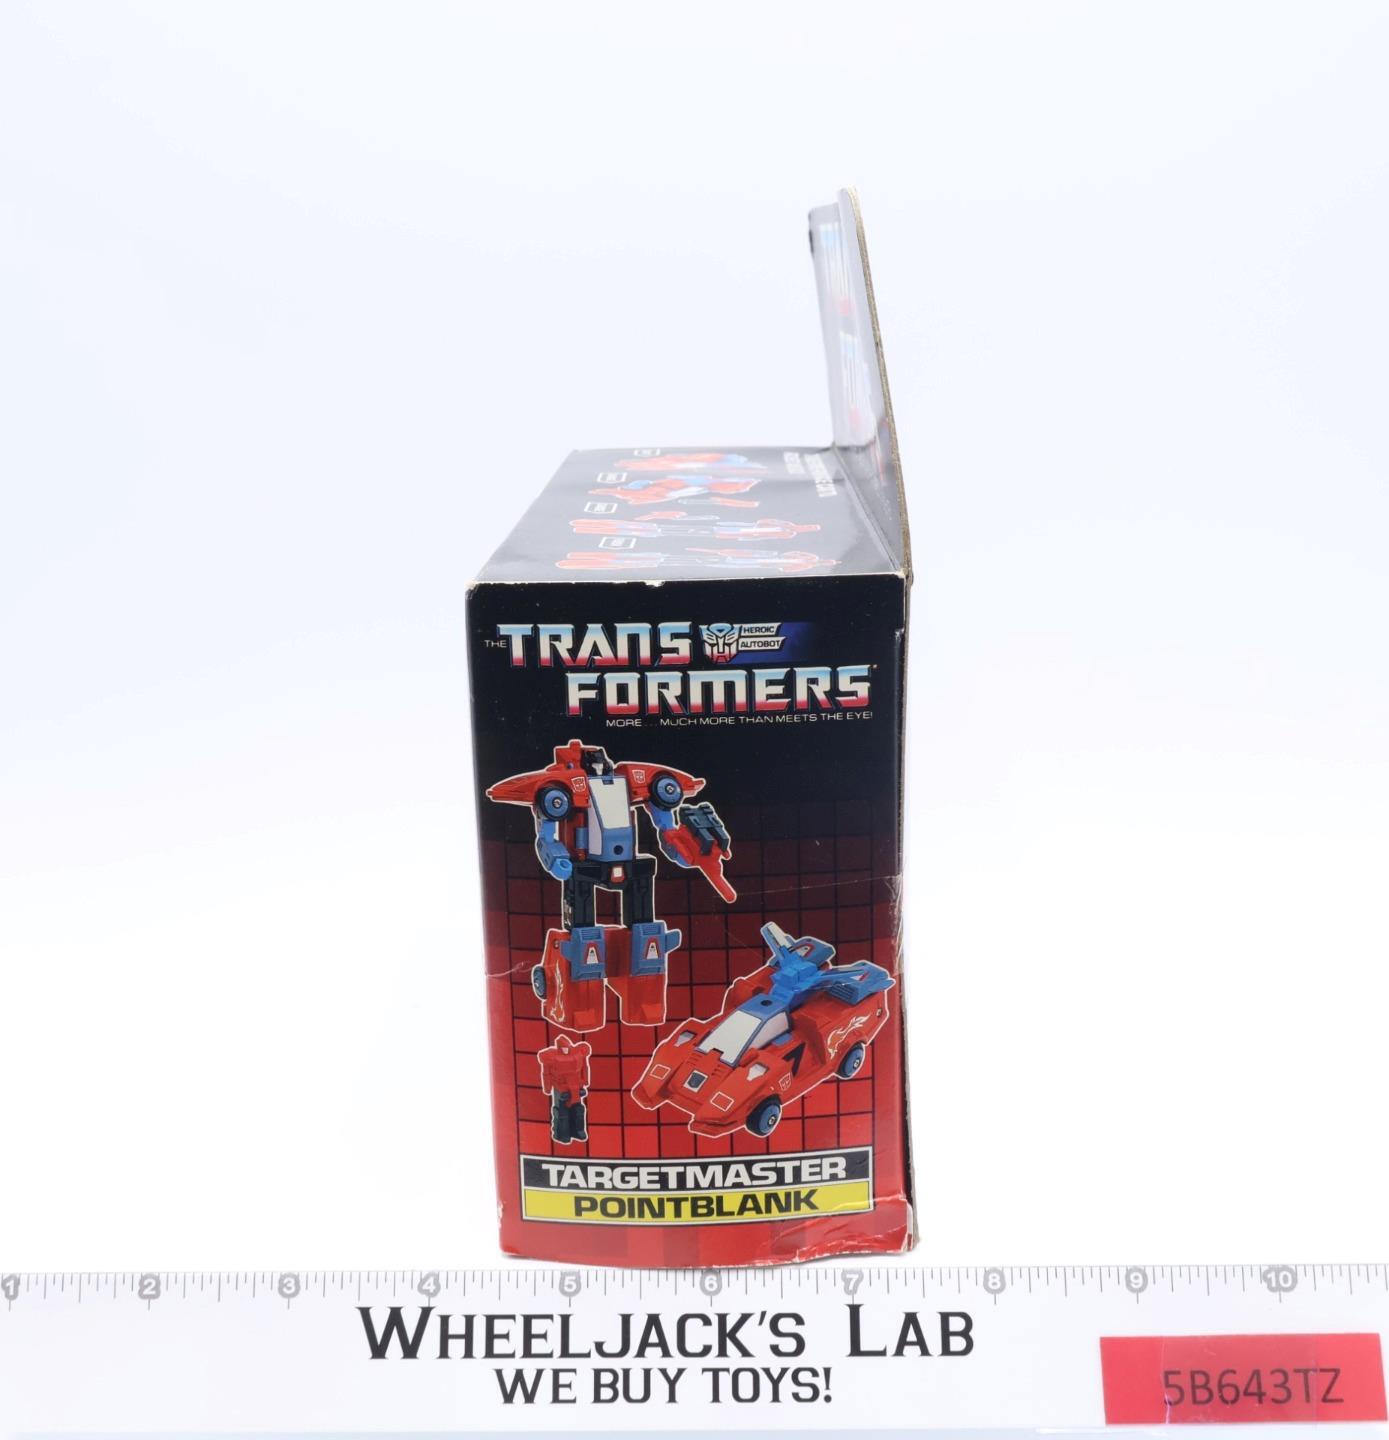 THE TRANS
HEROIC
AUTOBOT
FORMERS
MORE... MUCH MORE THAN MEETS THE EYE!
7
TARGETMASTER
POINTBLANK
1 2 3 4 5 6 7 8 9 10
WHEELJACK'S LAB
WE BUY TOYS!
5B643TZ